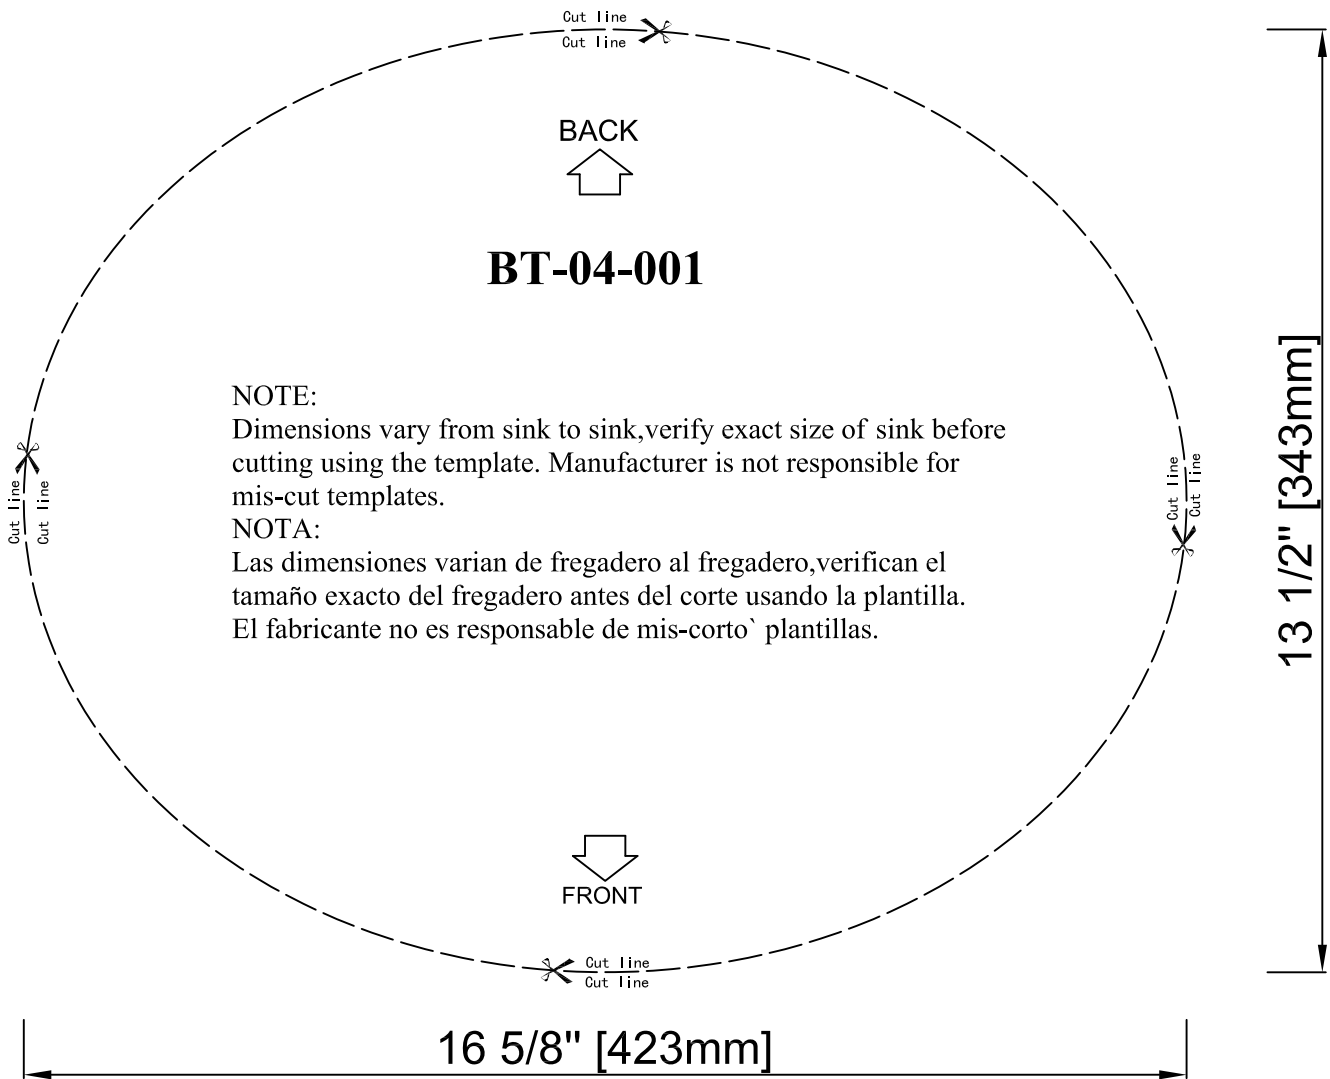 Cut line
Cut line
BACK
BT-04-001
NOTE:
Dimensions vary from sink to sink,verify exact size of sink before
cutting using the template. Manufacturer is not responsible for
mis-cut templates.
NOTA:
Las dimensiones varian de fregadero al fregadero,verifican el
tamaño exacto del fregadero antes del corte usando la plantilla.
El fabricante no es responsable de mis-corto` plantillas.
Cut line
Cut line
Cut line
Cut line
13 1/2" [343mm]
FRONT
Cut line
Cut line
16 5/8" [423mm]